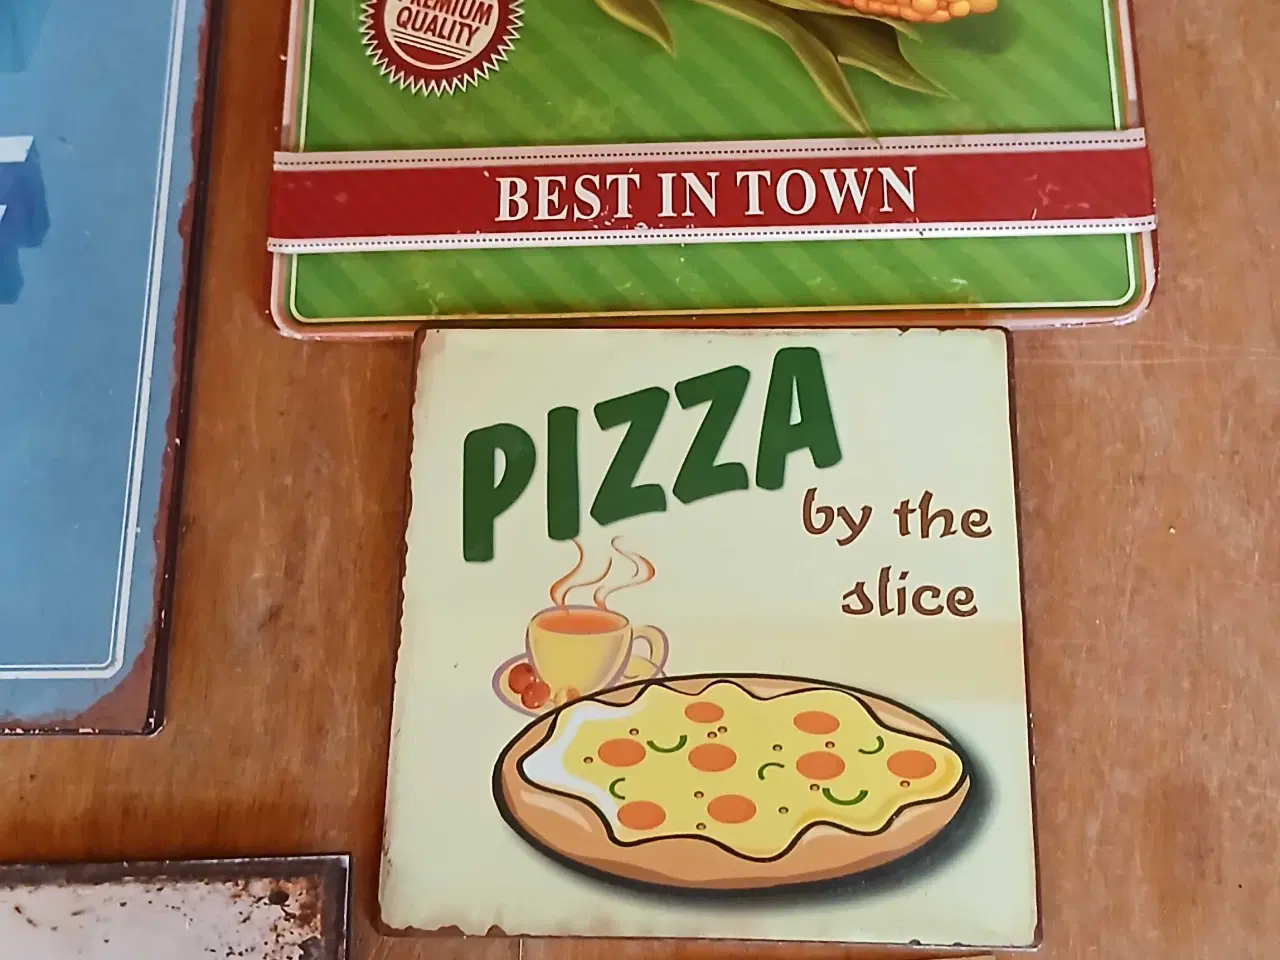 PREMIUM
QUALITY
BEST IN TOWN
PIZZA
by the
slice